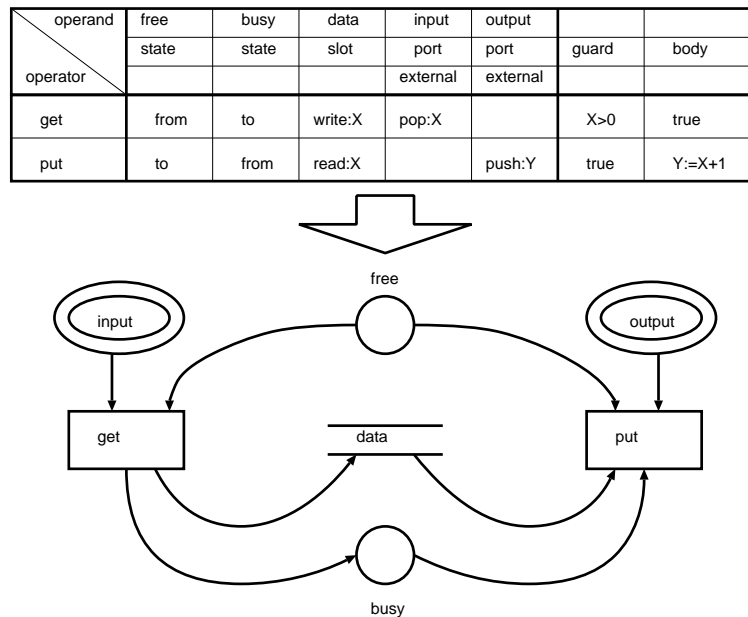 operand free busy data input output
state state slot port port guard body
operator external external
get from to write:X pop:X X>0 true
put to from read:X push:Y true Y:=X+1
free
input output
get data put
busy